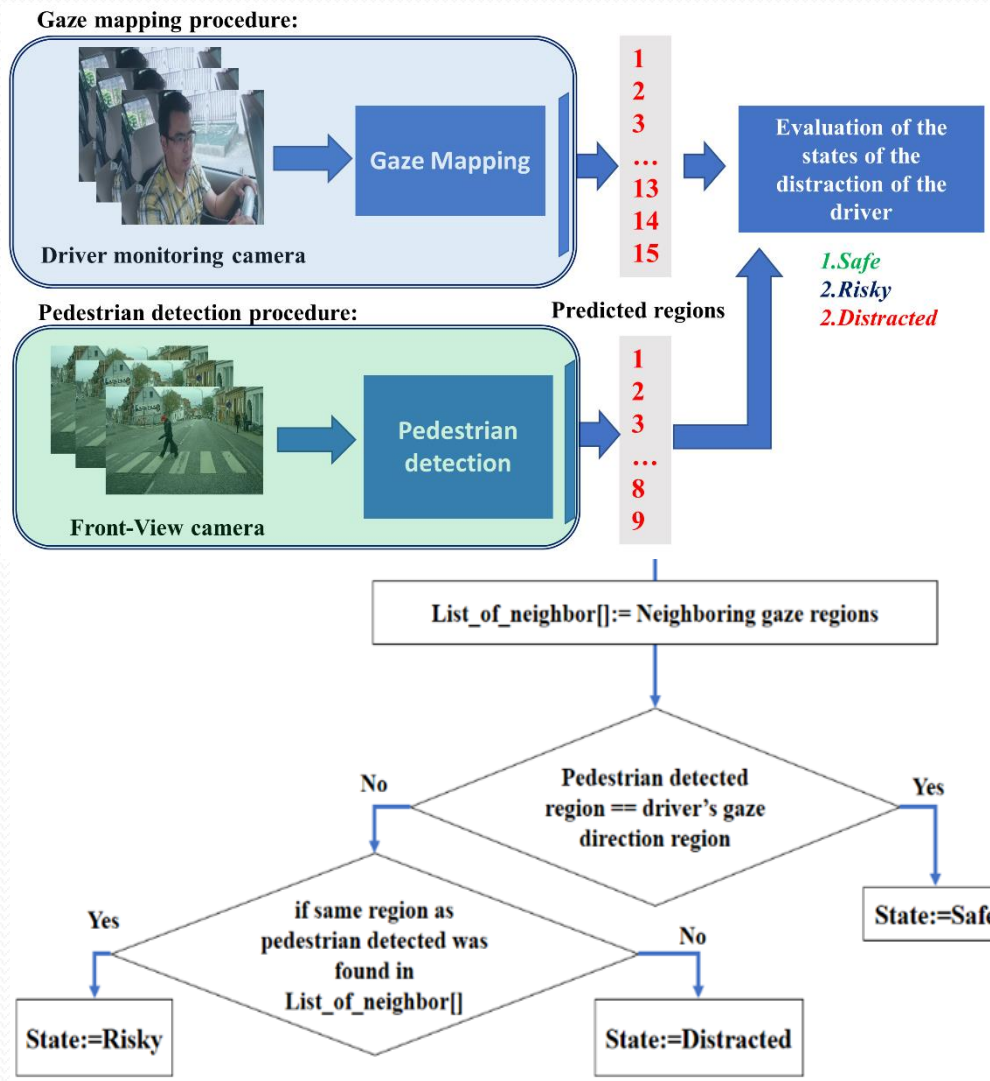 Gaze mapping procedure:
Gaze Mapping
Driver monitoring camera
1
2
3
...
13
14
15
Evaluation of the
states of the
distraction of the
driver
1.Safe
2.Risky
2.Distracted
Pedestrian detection procedure:
Predicted regions
Pedestrian
detection
Front-View camera
1
2
3
...
8
9
List_of_neighbor[]:= Neighboring gaze regions
Pedestrian detected
region == driver's gaze
direction region
No
Yes
State:=Safe
if same region as
pedestrian detected was
found in
List_of_neighbor[]
Yes
No
State:=Risky
State:=Distracted